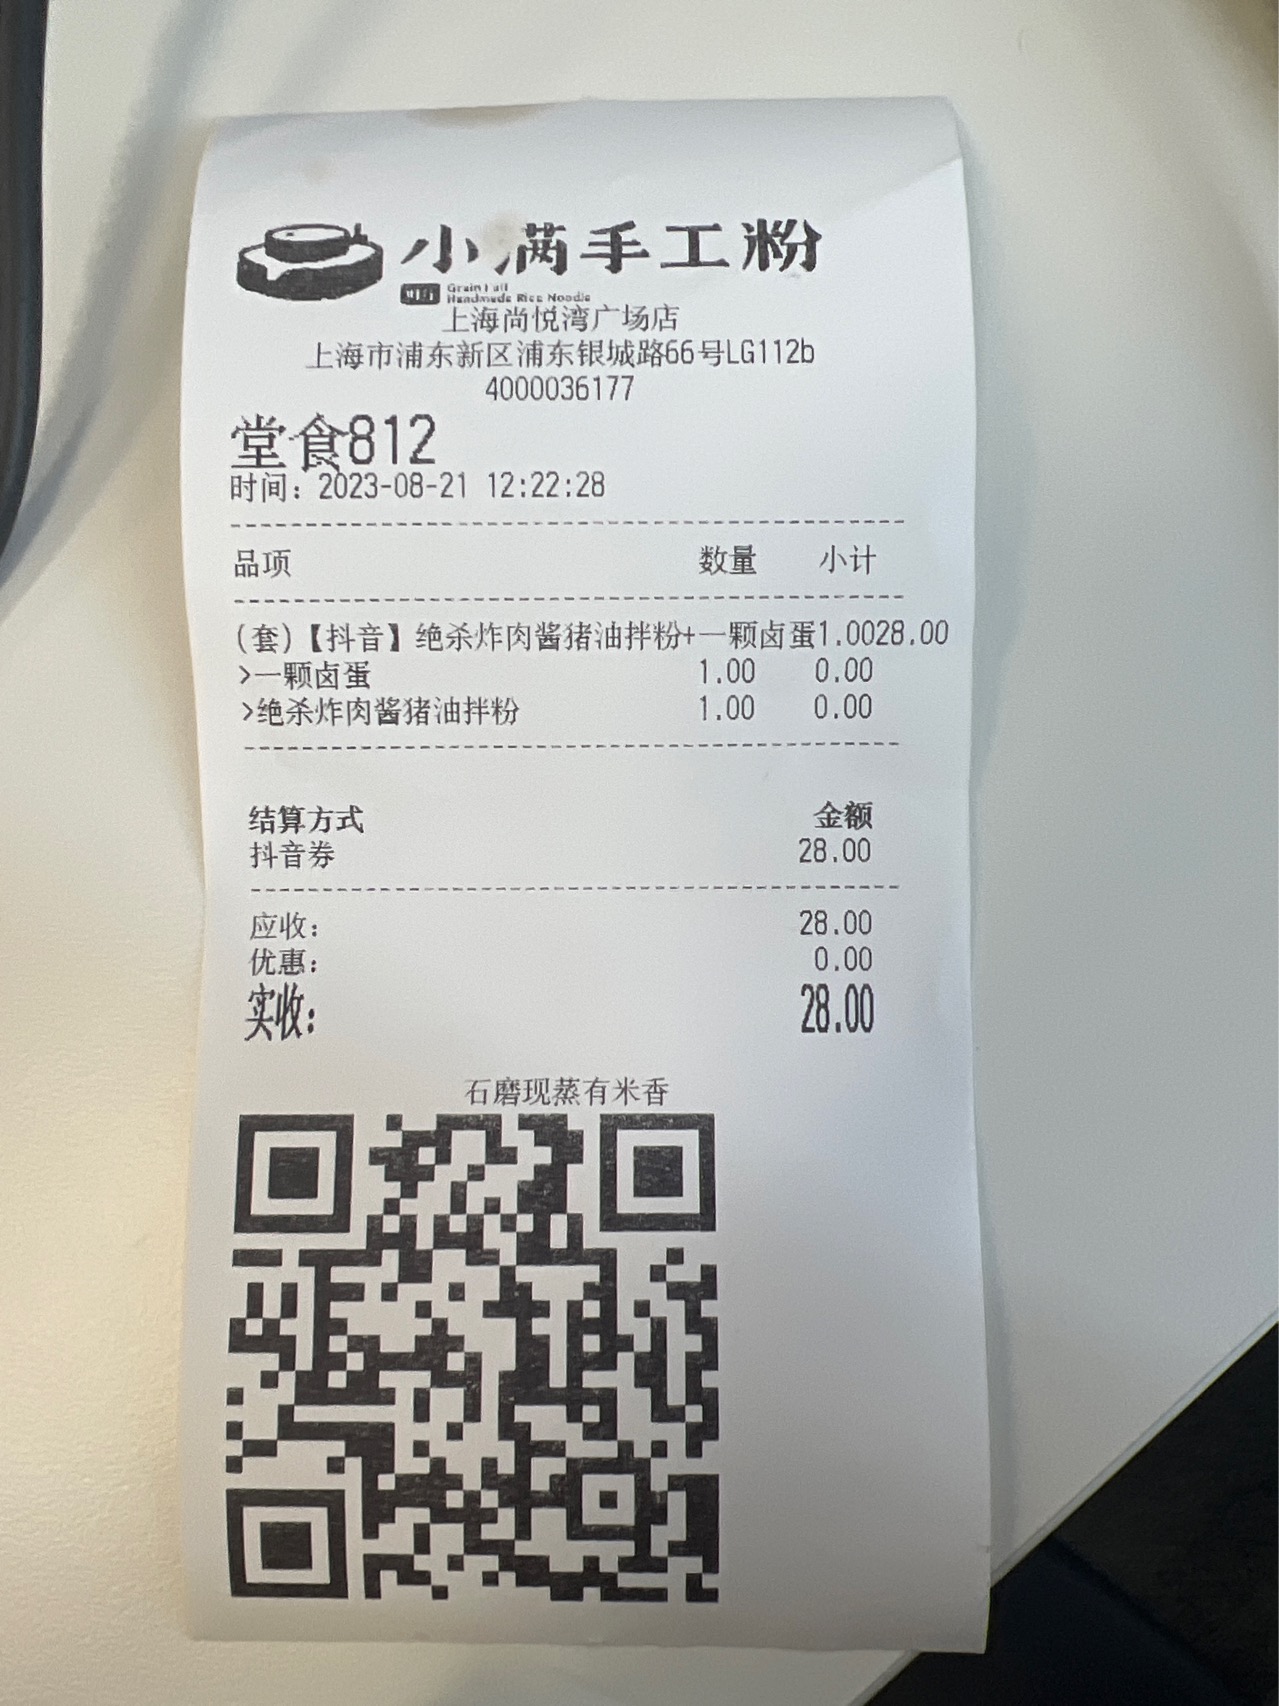 小满手工粉
Grain Full
Handmade Rice Noodle
上海尚悦湾广场店
上海市浦东新区浦东银城路66号LG112b
4000036177
堂食812
时间：2023-08-21 12:22:28
品项 数量 小计
(套)【抖音】绝杀炸肉酱猪油拌粉+一颗卤蛋1.0028.00
>一颗卤蛋 1.00 0.00
>绝杀炸肉酱猪油拌粉 1.00 0.00
结算方式 金额
抖音券 28.00
应收： 28.00
优惠： 0.00
实收： 28.00
石磨现蒸有米香